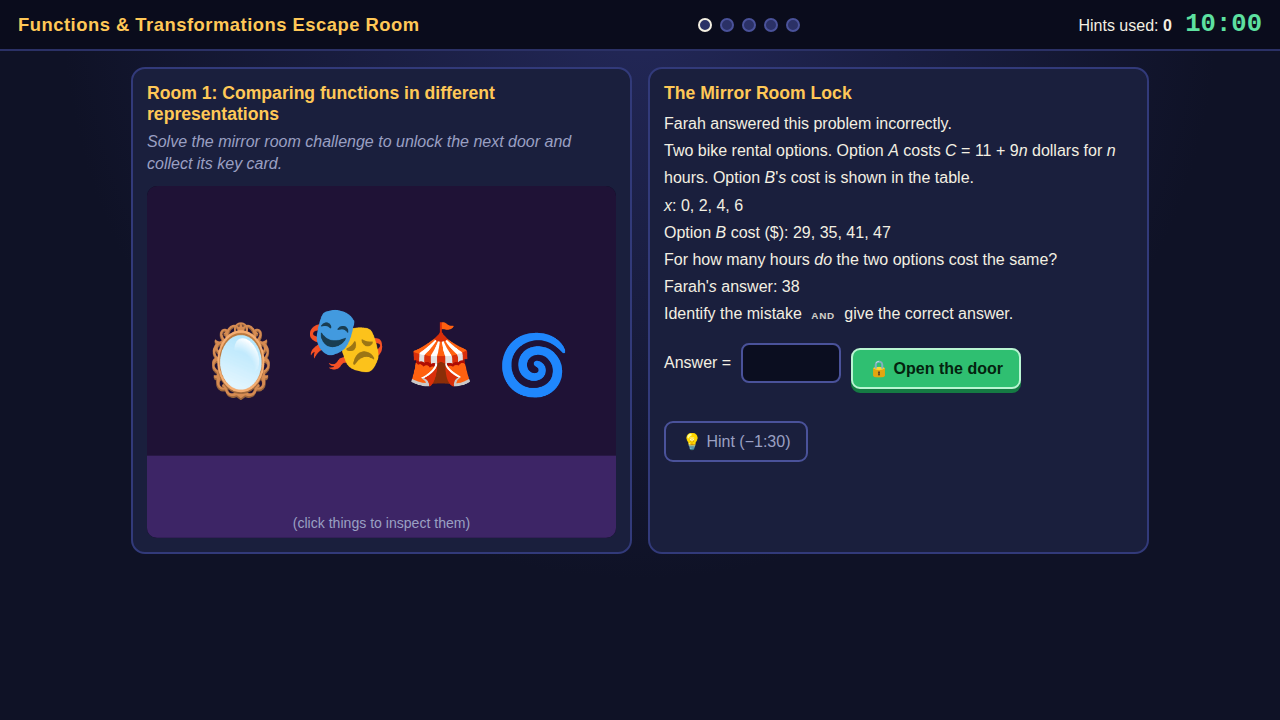 Functions & Transformations Escape Room
Hints used: 0 10:00
Room 1: Comparing functions in different
representations
Solve the mirror room challenge to unlock the next door and
collect its key card.
(click things to inspect them)
The Mirror Room Lock
Farah answered this problem incorrectly.
Two bike rental options. Option A costs C = 11 + 9n dollars for n
hours. Option B's cost is shown in the table.
x: 0, 2, 4, 6
Option B cost ($): 29, 35, 41, 47
For how many hours do the two options cost the same?
Farah's answer: 38
Identify the mistake AND give the correct answer.
Answer =
🔒 Open the door
💡 Hint (−1:30)